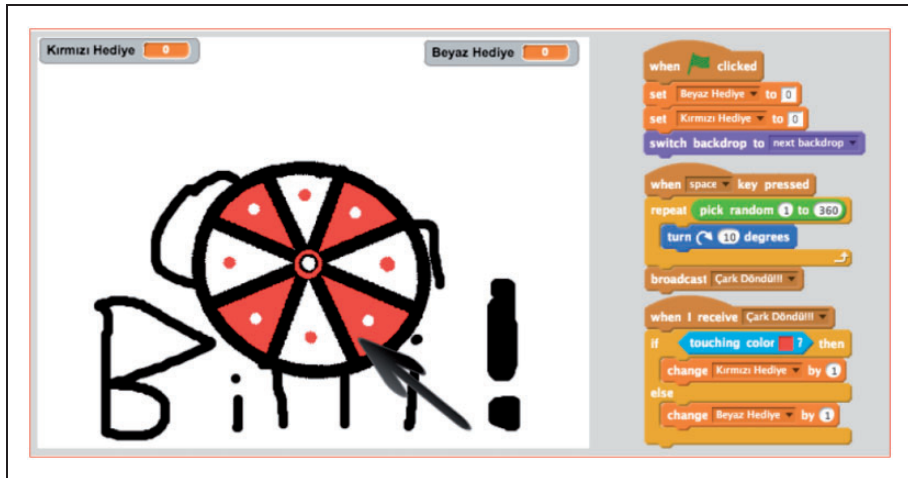 Kırmızı Hediye 0
Beyaz Hediye 0
when clicked
set Beyaz Hediye to 0
set Kırmızı Hediye to 0
switch backdrop to next backdrop
when space key pressed
repeat pick random 1 to 360
turn 10 degrees
broadcast Çark Döndü!!!
when I receive Çark Döndü!!!
if touching color ? then
change Kırmızı Hediye by 1
else
change Beyaz Hediye by 1